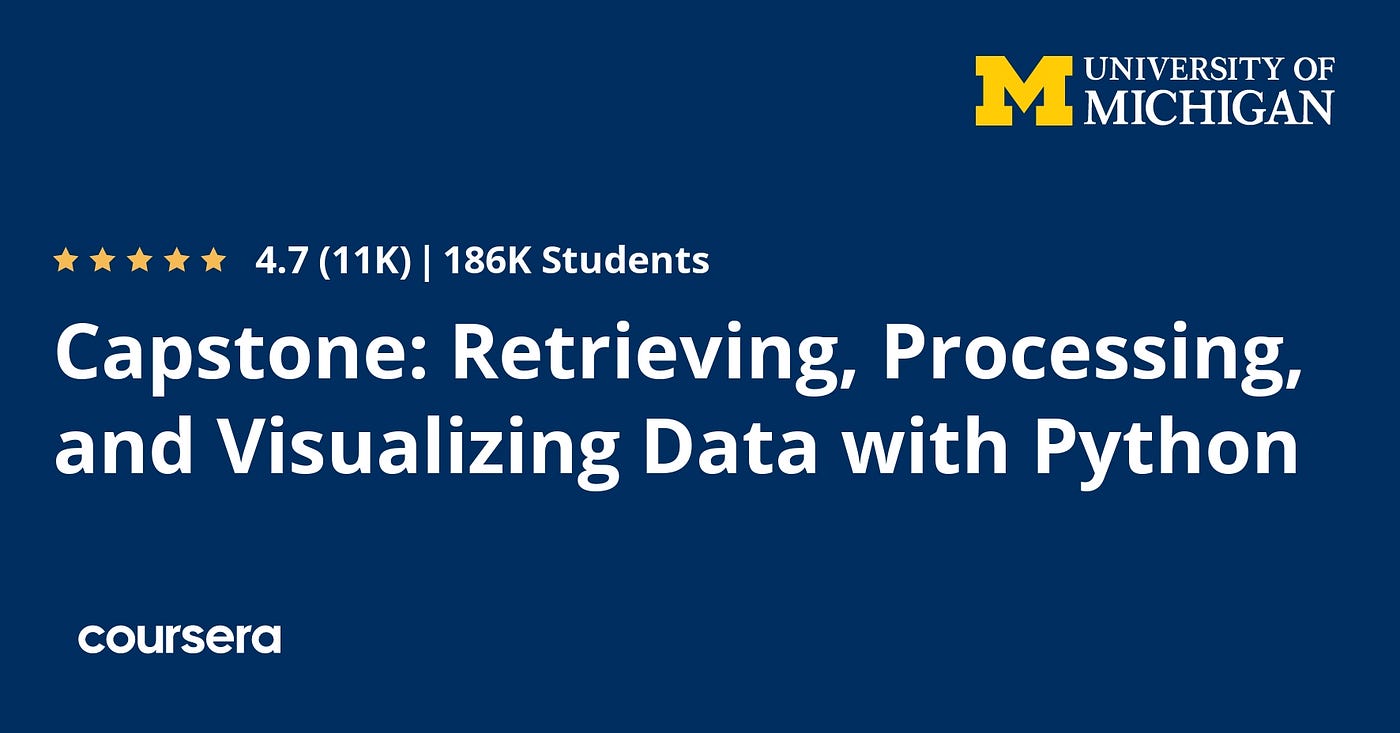 UNIVERSITY OF
MICHIGAN
4.7 (11K) | 186K Students
Capstone: Retrieving, Processing,
and Visualizing Data with Python
coursera